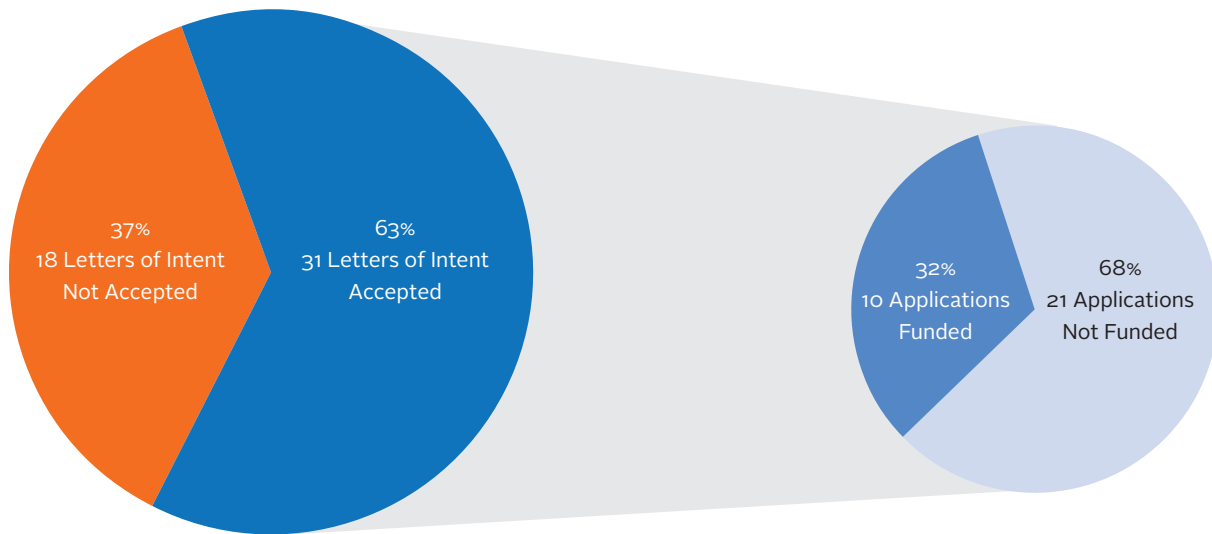 37%
18 Letters of Intent
Not Accepted
63%
31 Letters of Intent
Accepted
32%
10 Applications
Funded
68%
21 Applications
Not Funded